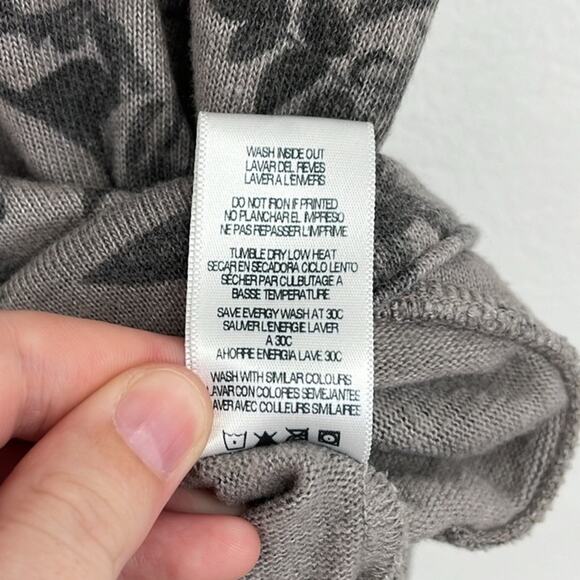 WASH INSIDE OUT
LAVAR DEL REVES
LAVER A L'ENVERS
DO NOT IRON IF PRINTED
NO PLANCHAR EL IMPRESO
NE PAS REPASSER L'IMPRIME
TUMBLE DRY LOW HEAT
SECAR EN SECADORA CICLO LENTO
SÉCHER PAR CULBUTAGE A
BASSE TEMPERATURE
SAVE EVERGY WASH AT 30C
SAUVER L'ENERGIE LAVER
A 30C
AHORRE ENERGIA LAVE 30C
WASH WITH SIMILAR COLOURS
LAVAR CON COLORES SEMEJANTES
LAVER AVEC COULEURS SIMILAIRES